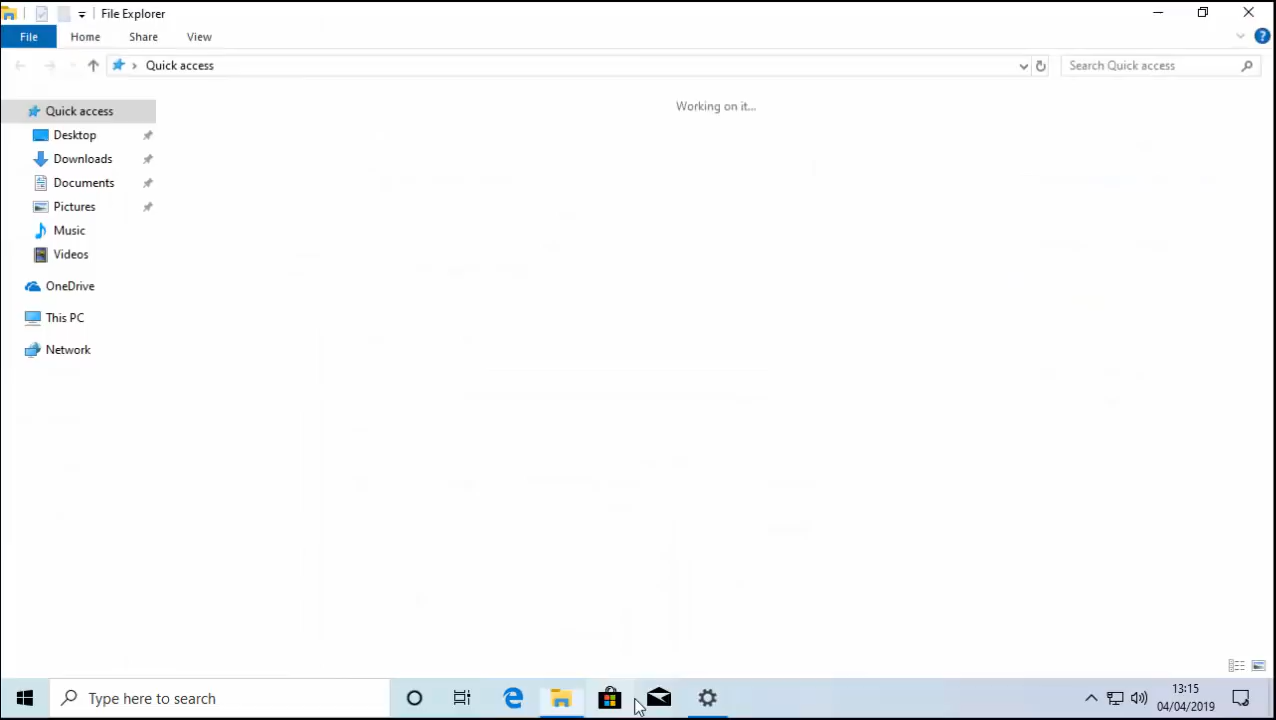 File Explorer
File Home Share View
Quick access
Search Quick access
Working on it...
Quick access
Desktop
Downloads
Documents
Pictures
Music
Videos
OneDrive
This PC
Network
Type here to search
13:15
04/04/2019